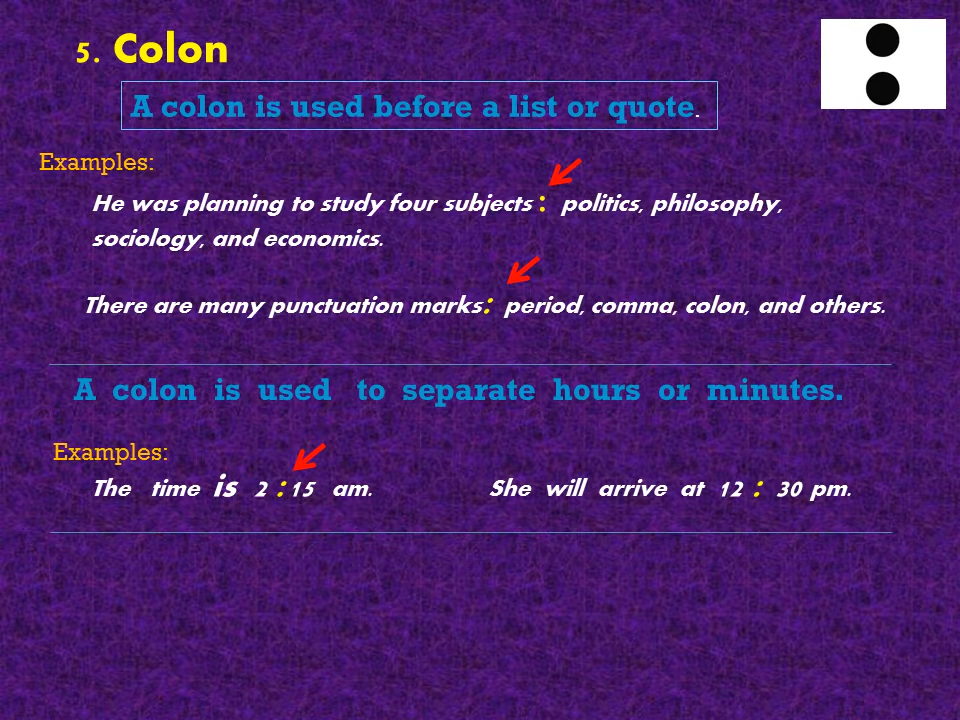 5. Colon
A colon is used before a list or quote.
Examples:
He was planning to study four subjects : politics, philosophy,
sociology, and economics.
There are many punctuation marks: period, comma, colon, and others.
A colon is used to separate hours or minutes.
Examples:
The time is 2 : 15 am. She will arrive at 12 : 30 pm.